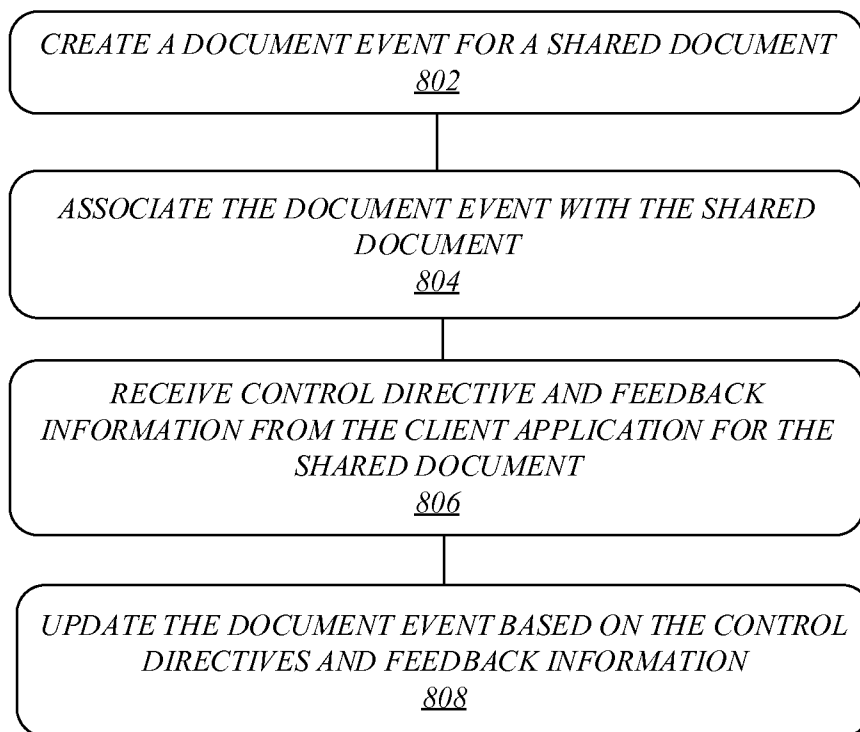 CREATE A DOCUMENT EVENT FOR A SHARED DOCUMENT
802
ASSOCIATE THE DOCUMENT EVENT WITH THE SHARED
DOCUMENT
804
RECEIVE CONTROL DIRECTIVE AND FEEDBACK
INFORMATION FROM THE CLIENT APPLICATION FOR THE
SHARED DOCUMENT
806
UPDATE THE DOCUMENT EVENT BASED ON THE CONTROL
DIRECTIVES AND FEEDBACK INFORMATION
808